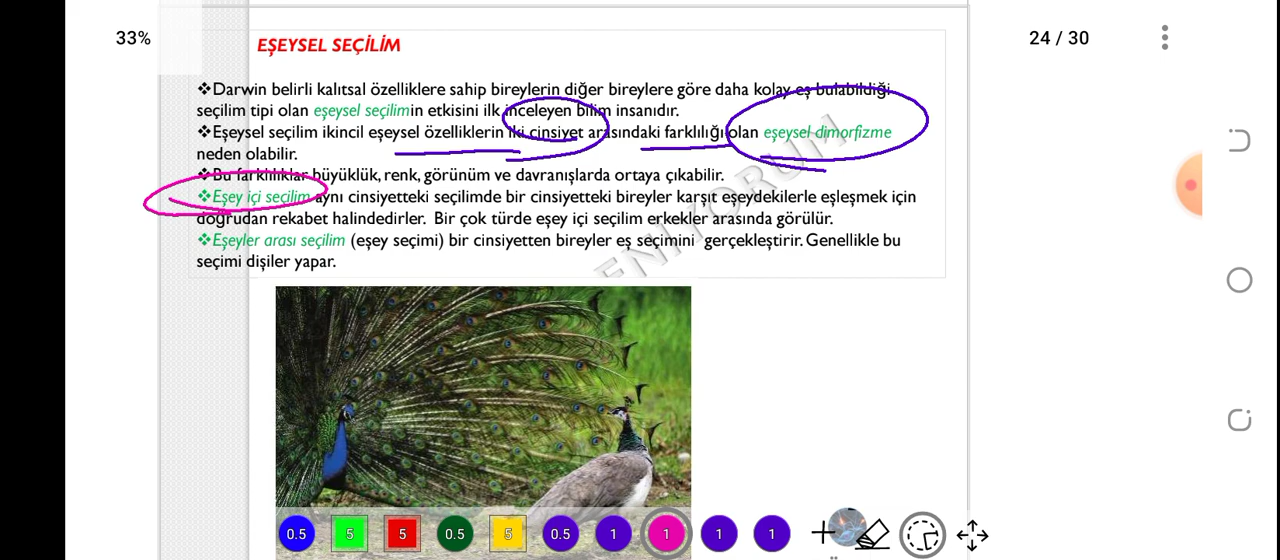 33%
24 / 30
EŞEYSEL SEÇİLİM
❖Darwin belirli kalıtsal özelliklere sahip bireylerin diğer bireylere göre daha kolay eş bulabildiği
seçilim tipi olan eşeysel seçilimin etkisini ilk inceleyen bilim insanıdır.
❖Eşeysel seçilim ikincil eşeysel özelliklerin iki cinsiyet arasındaki farklılığı olan eşeysel dimorfizme
neden olabilir.
❖Bu farklılıklar büyüklük, renk, görünüm ve davranışlarda ortaya çıkabilir.
❖Eşey içi seçilim aynı cinsiyetteki seçilimde bir cinsiyetteki bireyler karşıt eşeydekilerle eşleşmek için
doğrudan rekabet halindedirler. Bir çok türde eşey içi seçilim erkekler arasında görülür.
❖Eşeyler arası seçilim (eşey seçimi) bir cinsiyetten bireyler eş seçimini gerçekleştirir. Genellikle bu
seçimi dişiler yapar.
0.5 5 5 0.5 5 0.5 1 1 1 1